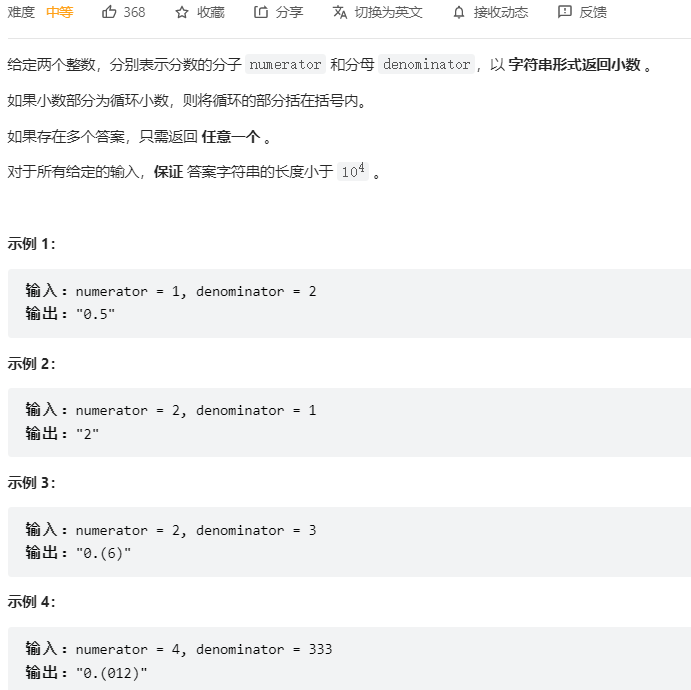 难度 中等 368 收藏 分享 切换为英文 接收动态 反馈
给定两个整数，分别表示分数的分子 numerator 和分母 denominator，以 字符串形式返回小数 。
如果小数部分为循环小数，则将循环的部分括在括号内。
如果存在多个答案，只需返回 任意一个 。
对于所有给定的输入，保证 答案字符串的长度小于 10⁴ 。
示例 1：
输入：numerator = 1, denominator = 2
输出："0.5"
示例 2：
输入：numerator = 2, denominator = 1
输出："2"
示例 3：
输入：numerator = 2, denominator = 3
输出："0.(6)"
示例 4：
输入：numerator = 4, denominator = 333
输出："0.(012)"